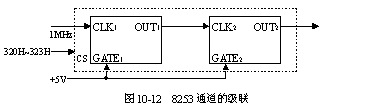 CLK₁ OUT₁ CLK₂ OUT₂
1MHz
320H~323H
CS GATE₁ GATE₂
+5V
图10-12 8253通道的级联